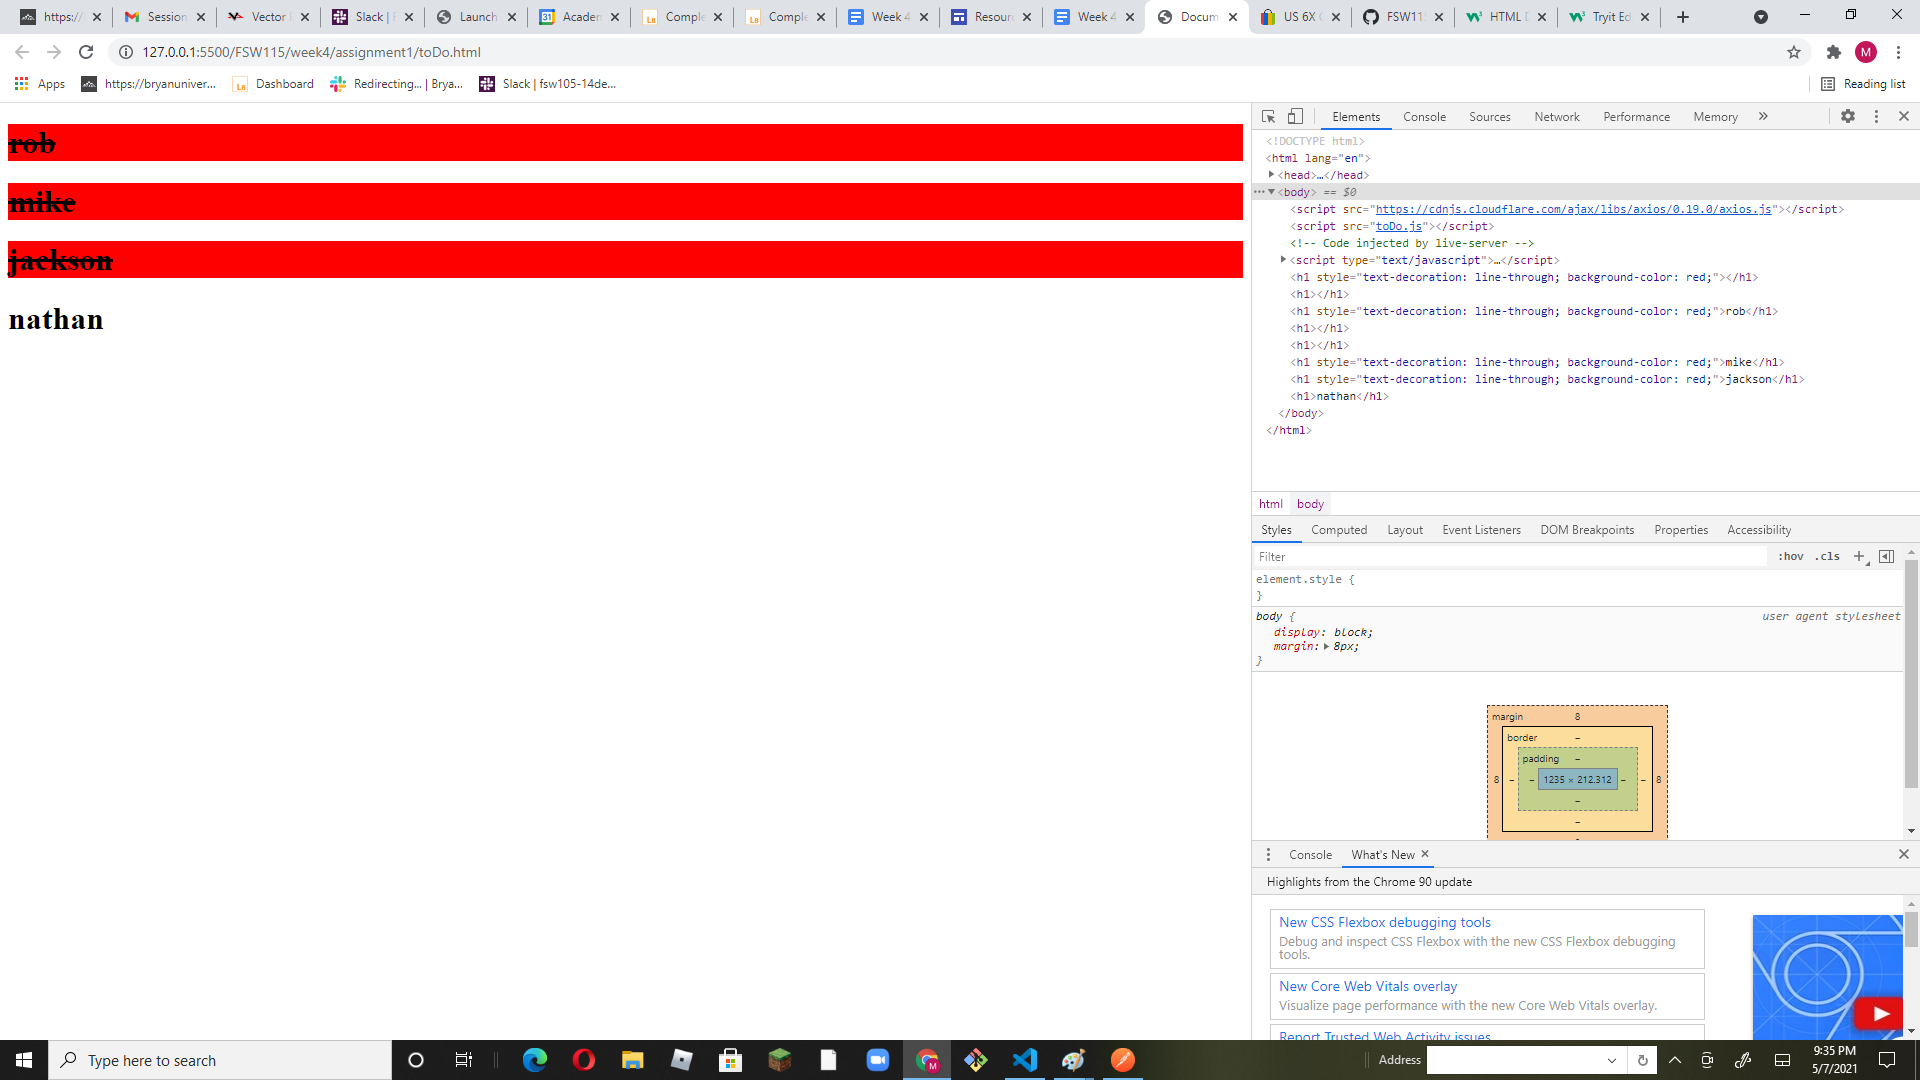 https:/
Session
Vector
Slack | F
Launch
Academ
Comple
Comple
Week 4
Resour
Week 4
Docum
US 6X
FSW11
HTML
Tryit Ed
127.0.0.1:5500/FSW115/week4/assignment1/toDo.html
M
Apps
https://bryanuniver...
Dashboard
Redirecting... | Brya...
Slack | fsw105-14de...
Reading list
rob
mike
jackson
nathan
Elements Console Sources Network Performance Memory »
<!DOCTYPE html>
<html lang="en">
<head>…</head>
<body> == $0
<script src="https://cdnjs.cloudflare.com/ajax/libs/axios/0.19.0/axios.js"></script>
<script src="toDo.js"></script>
<!-- Code injected by live-server -->
<script type="text/javascript">…</script>
<h1 style="text-decoration: line-through; background-color: red;"></h1>
<h1></h1>
<h1 style="text-decoration: line-through; background-color: red;">rob</h1>
<h1></h1>
<h1></h1>
<h1 style="text-decoration: line-through; background-color: red;">mike</h1>
<h1 style="text-decoration: line-through; background-color: red;">jackson</h1>
<h1>nathan</h1>
</body>
</html>
html body
Styles Computed Layout Event Listeners DOM Breakpoints Properties Accessibility
Filter :hov .cls +
element.style {
}
body { user agent stylesheet
display: block;
margin: 8px;
}
margin 8
border –
padding –
8 – – 1235 × 212.312 – – 8
–
–
Console What's New
Highlights from the Chrome 90 update
New CSS Flexbox debugging tools
Debug and inspect CSS Flexbox with the new CSS Flexbox debugging
tools.
New Core Web Vitals overlay
Visualize page performance with the new Core Web Vitals overlay.
Report Trusted Web Activity issues
Type here to search
Address
9:35 PM
5/7/2021